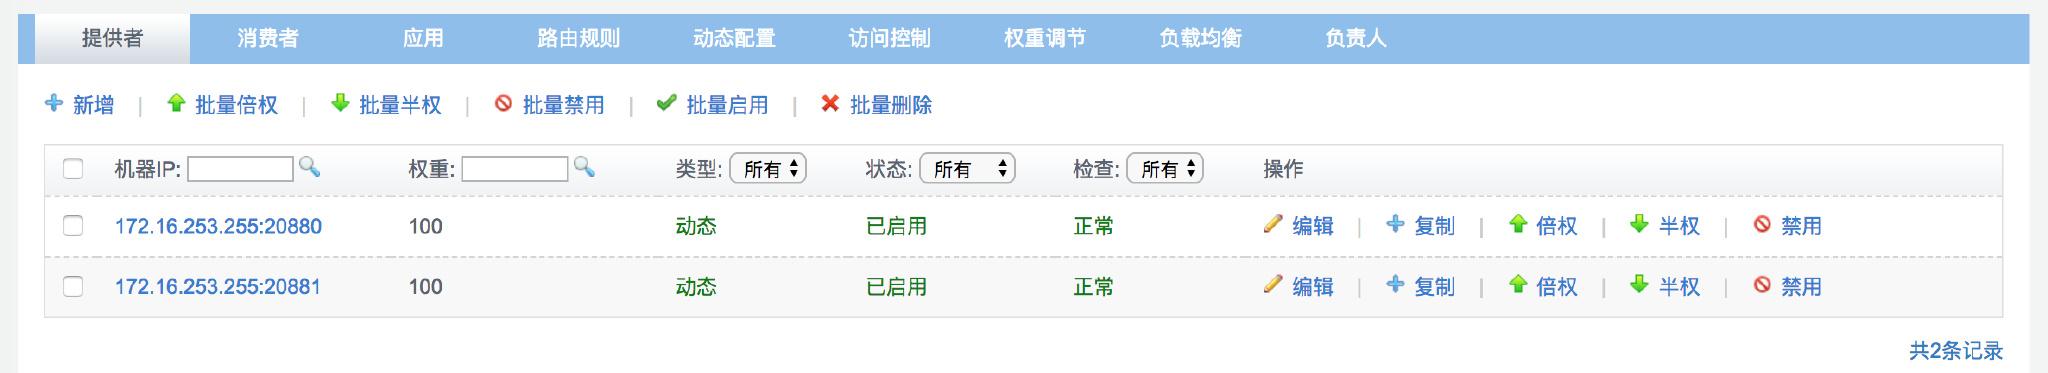 提供者 消费者 应用 路由规则 动态配置 访问控制 权重调节 负载均衡 负责人
新增 | 批量倍权 | 批量半权 | 批量禁用 | 批量启用 | 批量删除
机器IP: 权重: 类型: 所有 状态: 所有 检查: 所有 操作
172.16.253.255:20880 100 动态 已启用 正常 编辑 | 复制 | 倍权 | 半权 | 禁用
172.16.253.255:20881 100 动态 已启用 正常 编辑 | 复制 | 倍权 | 半权 | 禁用
共2条记录